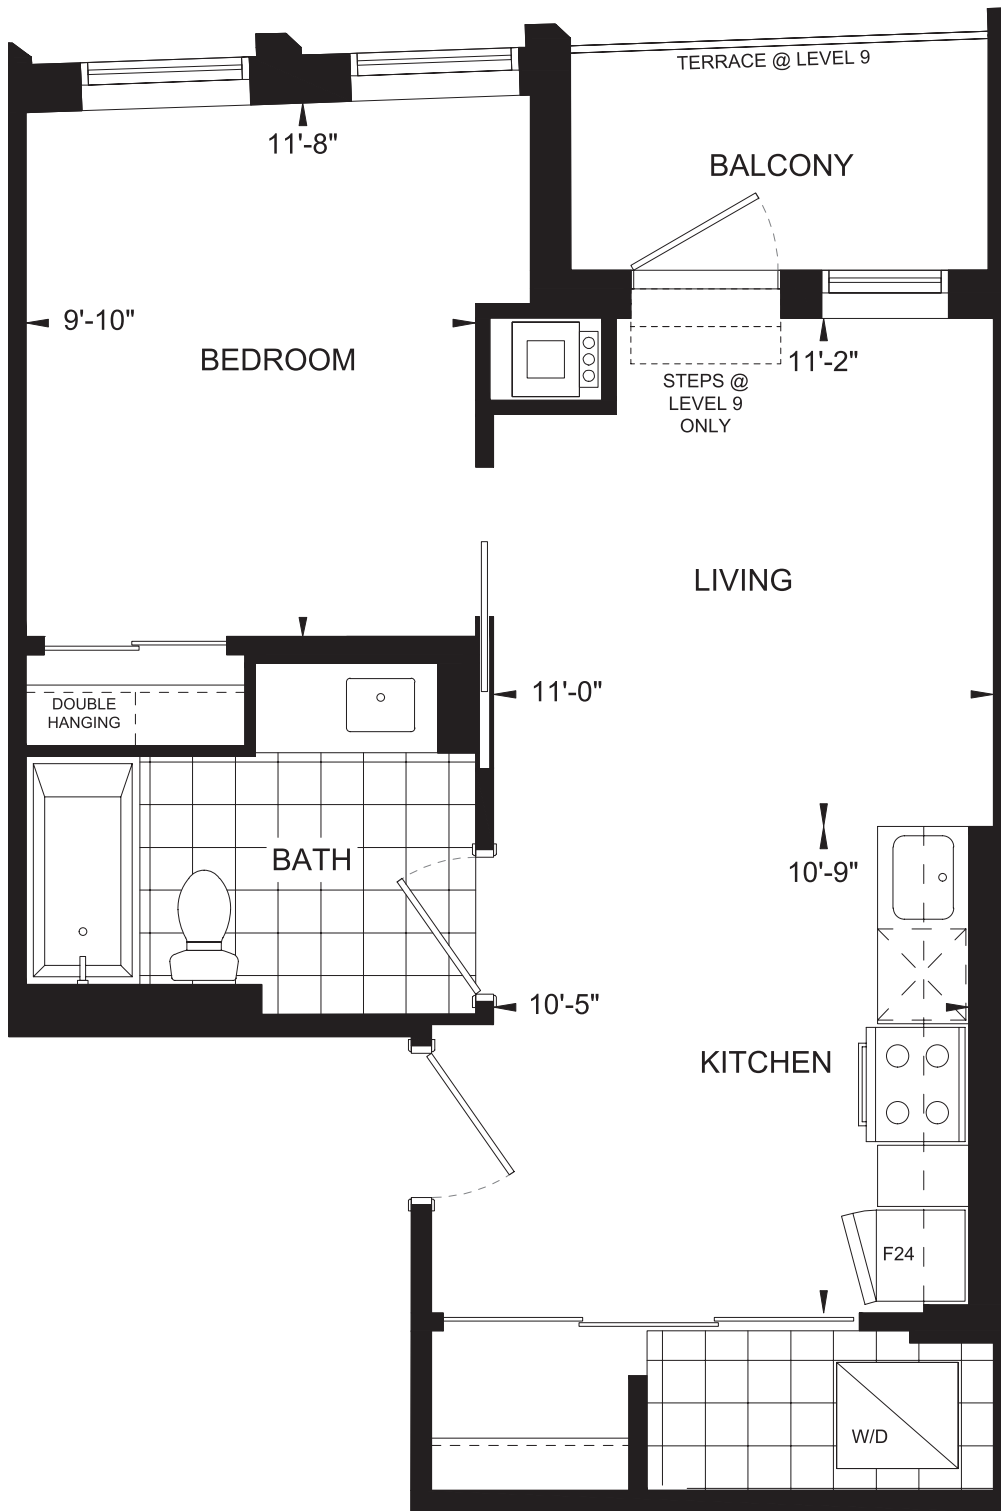 TERRACE @ LEVEL 9
11'-8"
BALCONY
9'-10"
BEDROOM
11'-2"
STEPS @
LEVEL 9
ONLY
LIVING
11'-0"
DOUBLE
HANGING
BATH
10'-9"
10'-5"
KITCHEN
F24
W/D